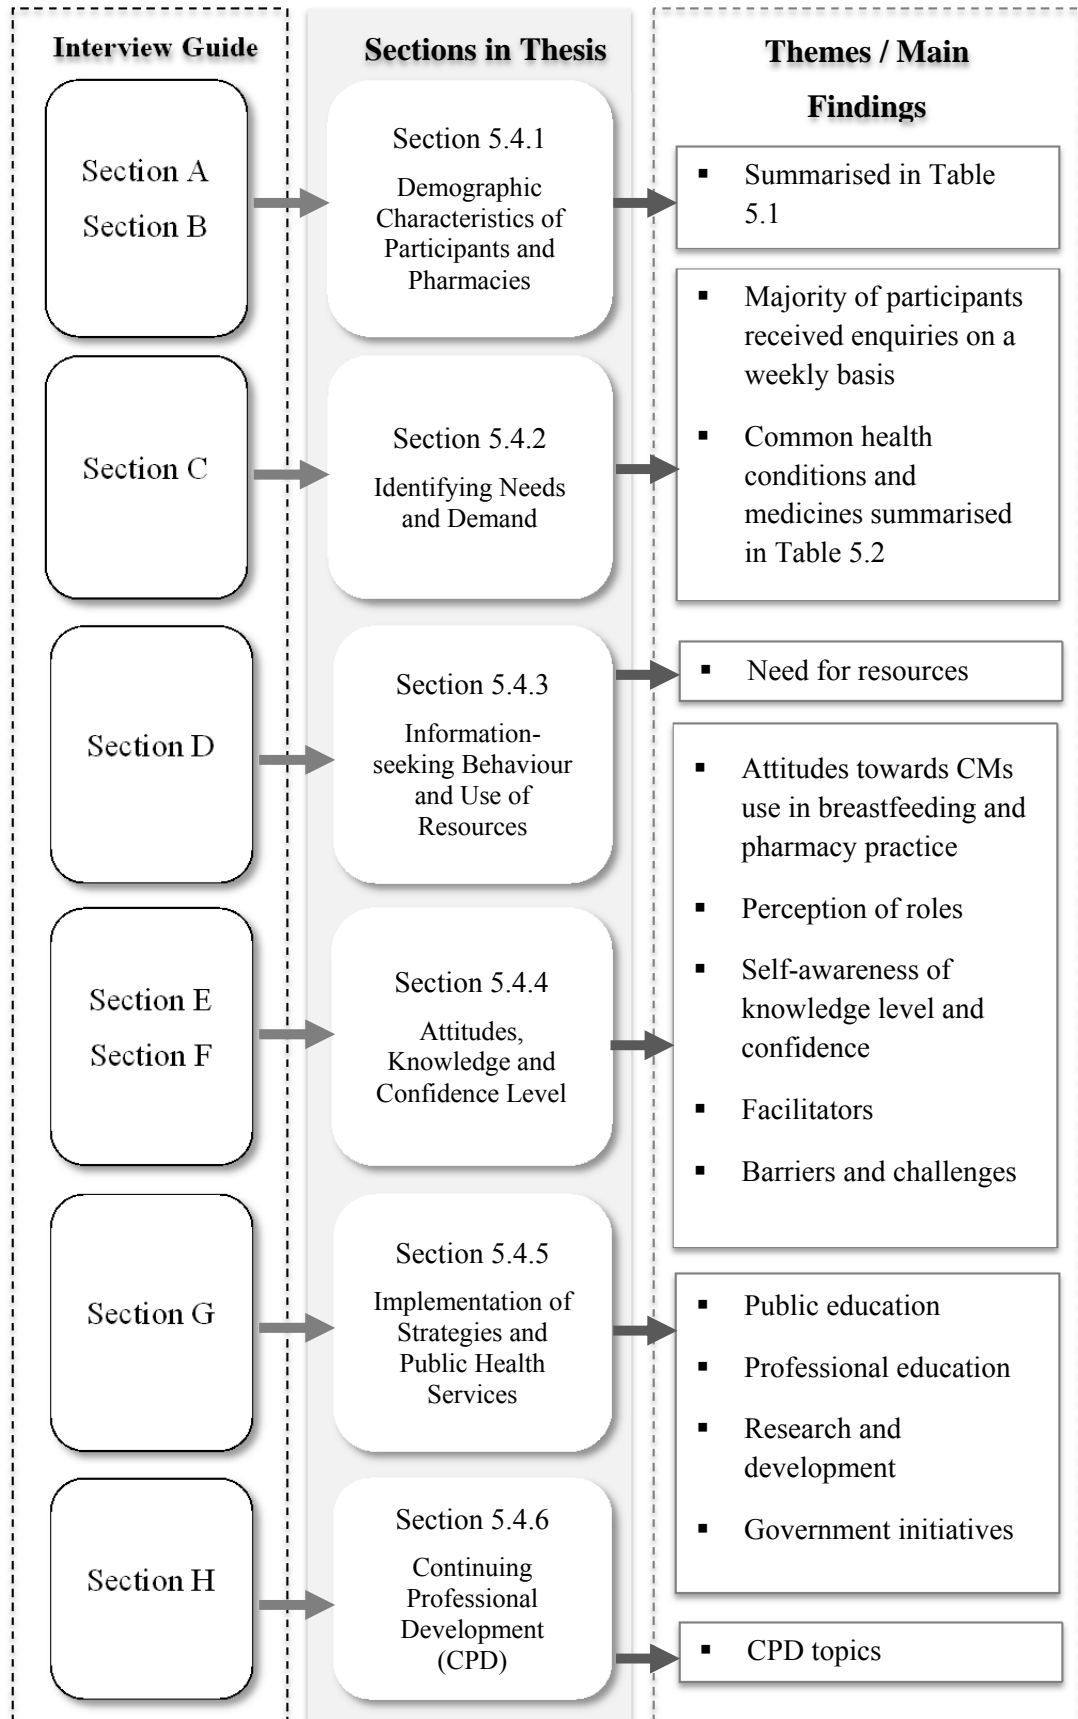 Interview Guide
Sections in Thesis
Themes / Main
Findings
Section A
Section B
Section 5.4.1
Demographic
Characteristics of
Participants and
Pharmacies
▪ Summarised in Table
5.1
Section C
Section 5.4.2
Identifying Needs
and Demand
▪ Majority of participants
received enquiries on a
weekly basis
▪ Common health
conditions and
medicines summarised
in Table 5.2
Section D
Section 5.4.3
Information-
seeking Behaviour
and Use of
Resources
▪ Need for resources
Section E
Section F
Section 5.4.4
Attitudes,
Knowledge and
Confidence Level
▪ Attitudes towards CMs
use in breastfeeding and
pharmacy practice
▪ Perception of roles
▪ Self-awareness of
knowledge level and
confidence
▪ Facilitators
▪ Barriers and challenges
Section G
Section 5.4.5
Implementation of
Strategies and
Public Health
Services
▪ Public education
▪ Professional education
▪ Research and
development
▪ Government initiatives
Section H
Section 5.4.6
Continuing
Professional
Development
(CPD)
▪ CPD topics